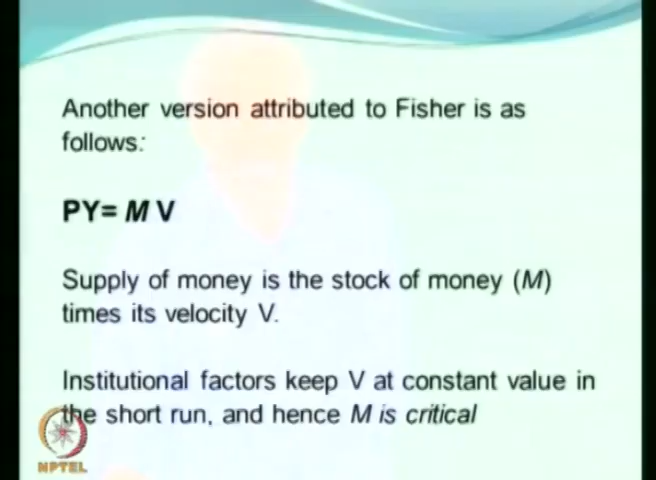 Another version attributed to Fisher is as
follows:
PY= M V
Supply of money is the stock of money (M)
times its velocity V.
Institutional factors keep V at constant value in
the short run, and hence M is critical
NPTEL